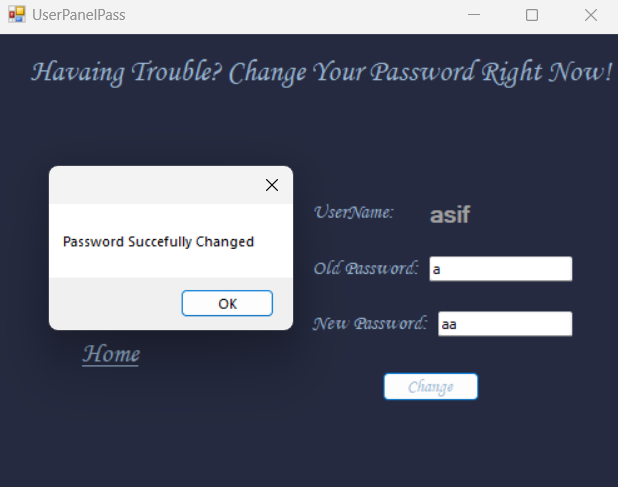 UserPanelPass
Havaing Trouble? Change Your Password Right Now!
Password Succefully Changed
OK
UserName: asif
Old Password: a
New Password: aa
Home
Change